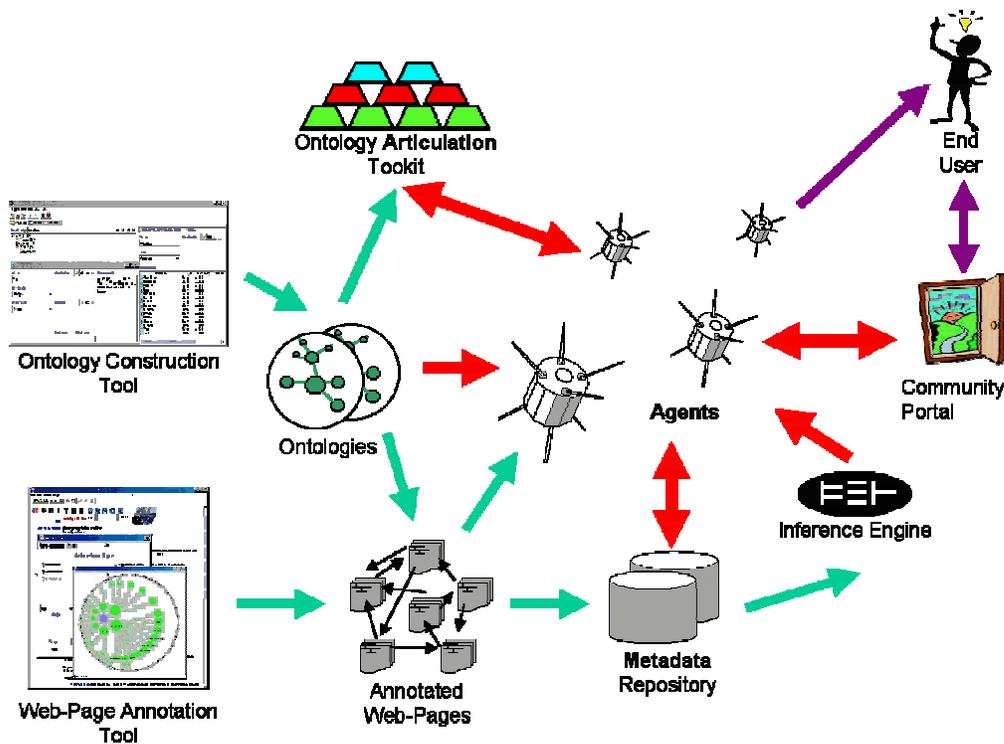 Ontology Articulation
Tookit
End
User
Ontology Construction
Tool
Ontologies
Agents
Community
Portal
Inference Engine
Web-Page Annotation
Tool
Annotated
Web-Pages
Metadata
Repository